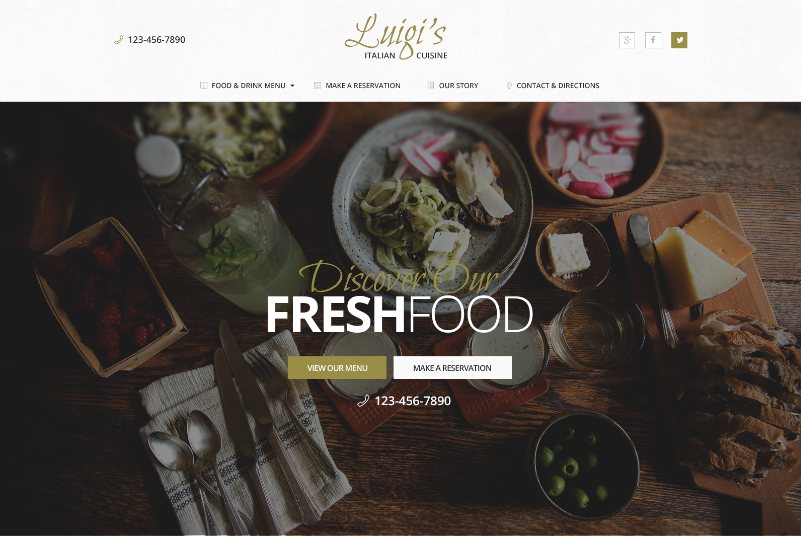 123-456-7890
Luigi's
ITALIAN CUISINE
FOOD & DRINK MENU
MAKE A RESERVATION
OUR STORY
CONTACT & DIRECTIONS
Discover Our
FRESHFOOD
VIEW OUR MENU
MAKE A RESERVATION
123-456-7890